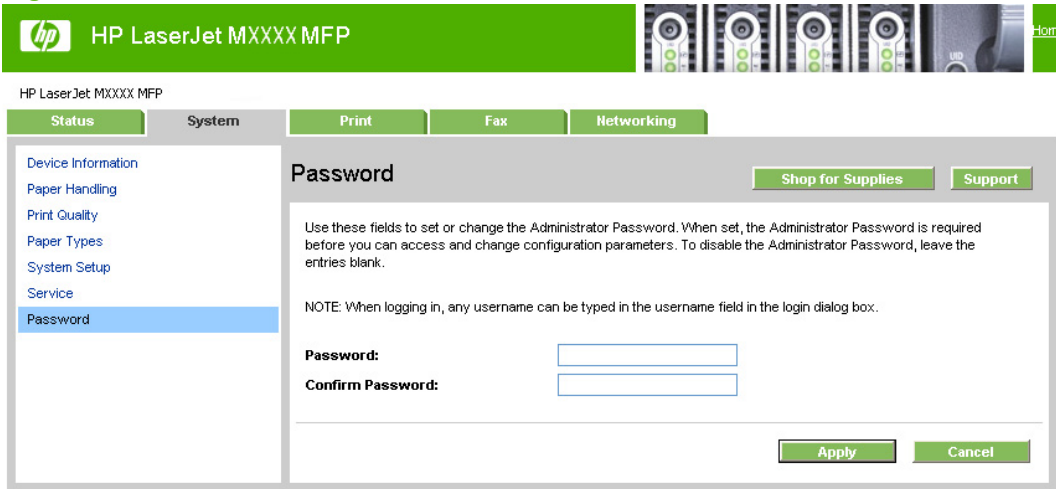 hp HP LaserJet MXXXX MFP
UID
HP LaserJet MXXXX MFP
Status System Print Fax Networking
Device Information
Paper Handling
Print Quality
Paper Types
System Setup
Service
Password
Password
Shop for Supplies Support
Use these fields to set or change the Administrator Password. When set, the Administrator Password is required
before you can access and change configuration parameters. To disable the Administrator Password, leave the
entries blank.
NOTE: When logging in, any username can be typed in the username field in the login dialog box.
Password:
Confirm Password:
Apply Cancel